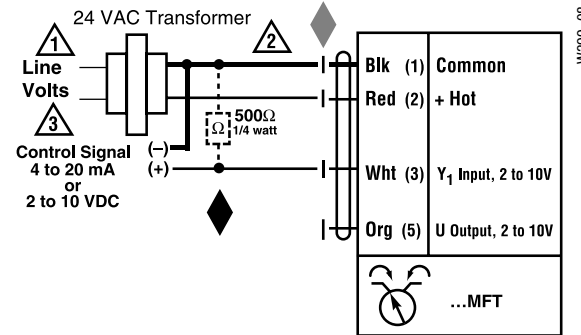 24 VAC Transformer
1
2
Line
Volts
3
Control Signal
4 to 20 mA
or
2 to 10 VDC
(–)
(+)
Ω
500Ω
1/4 watt
Blk (1) Common
Red (2) + Hot
Wht (3) Y1 Input, 2 to 10V
Org (5) U Output, 2 to 10V
...MFT